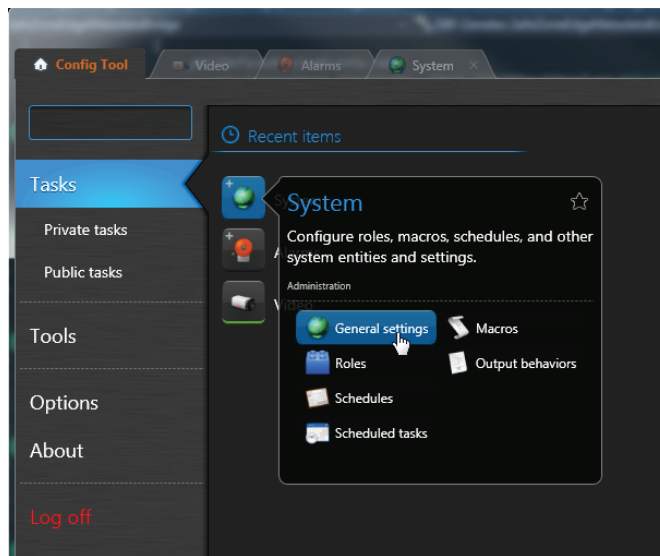 Config Tool
Video
Alarms
System
Recent items
Tasks
Private tasks
Public tasks
Tools
Options
About
Log off
System
Configure roles, macros, schedules, and other
system entities and settings.
Administration
General settings
Macros
Roles
Output behaviors
Schedules
Scheduled tasks